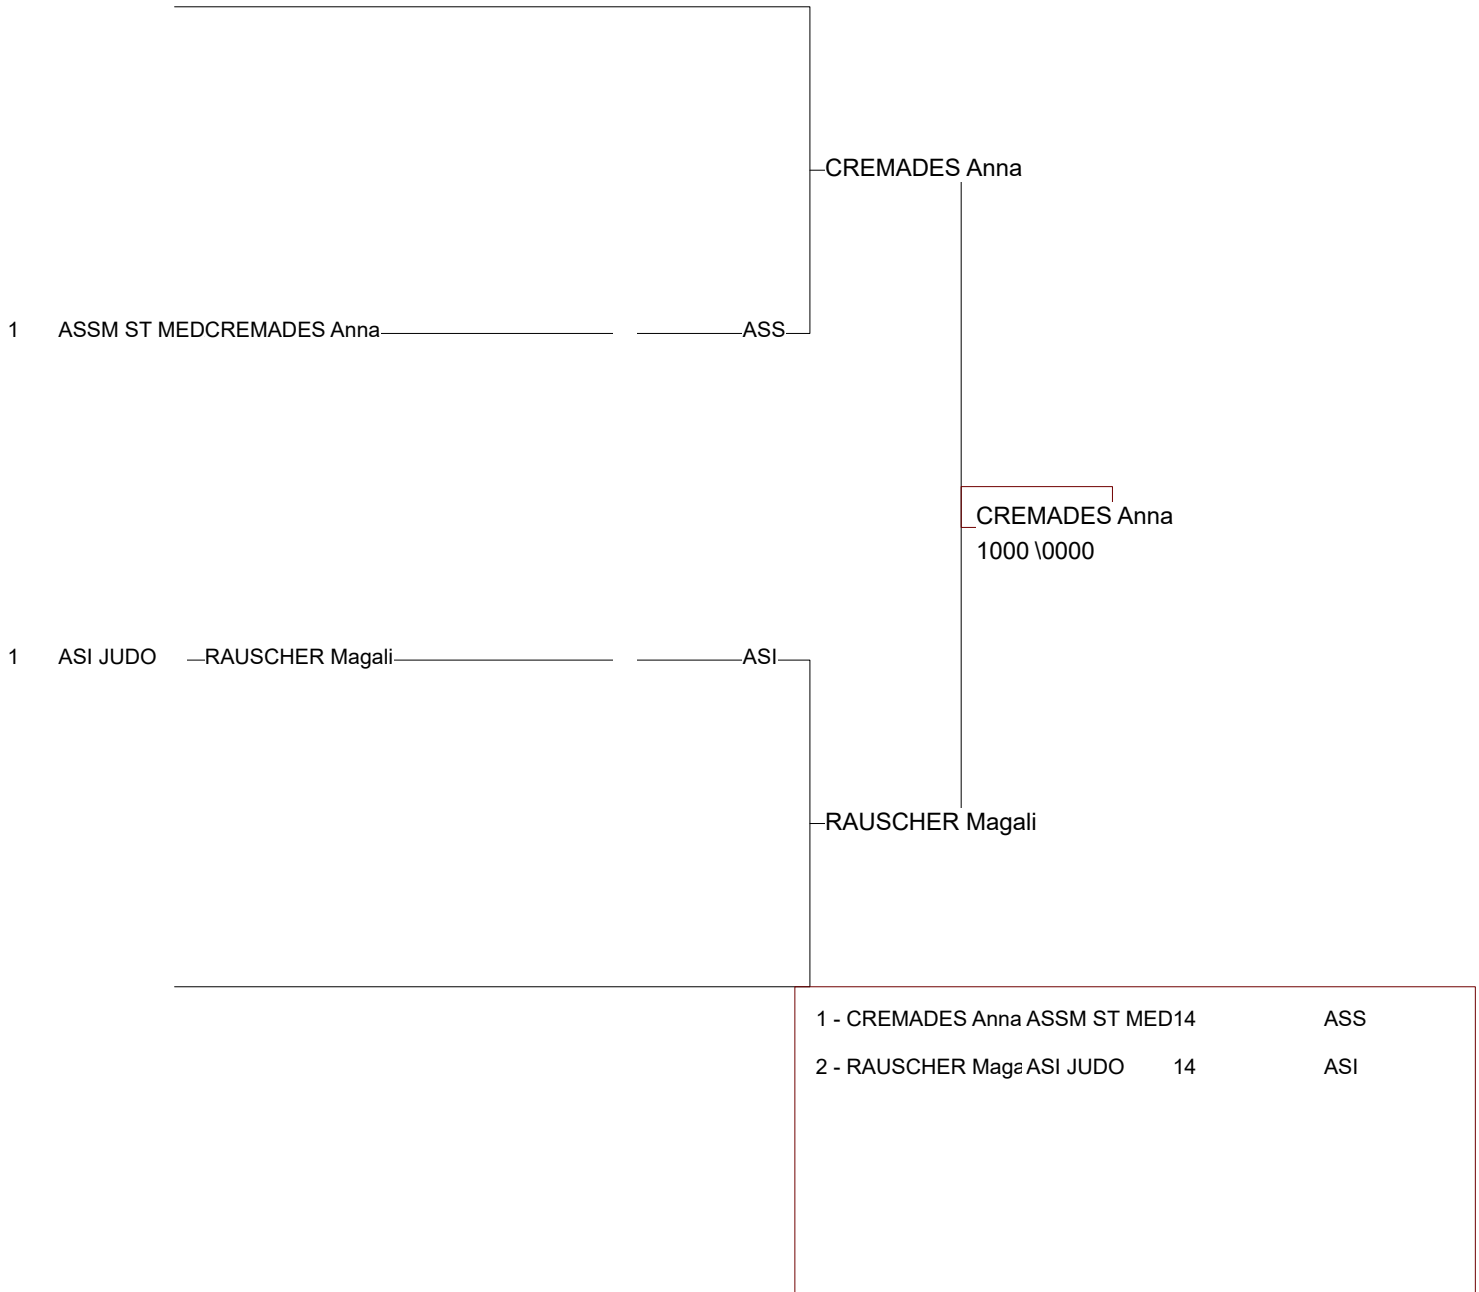 CREMADES Anna
1 ASSM ST MEDCREMADES Anna ASS
CREMADES Anna
1000 \0000
1 ASI JUDO RAUSCHER Magali ASI
RAUSCHER Magali
1 - CREMADES Anna ASSM ST MED14 ASS
2 - RAUSCHER Maga ASI JUDO 14 ASI